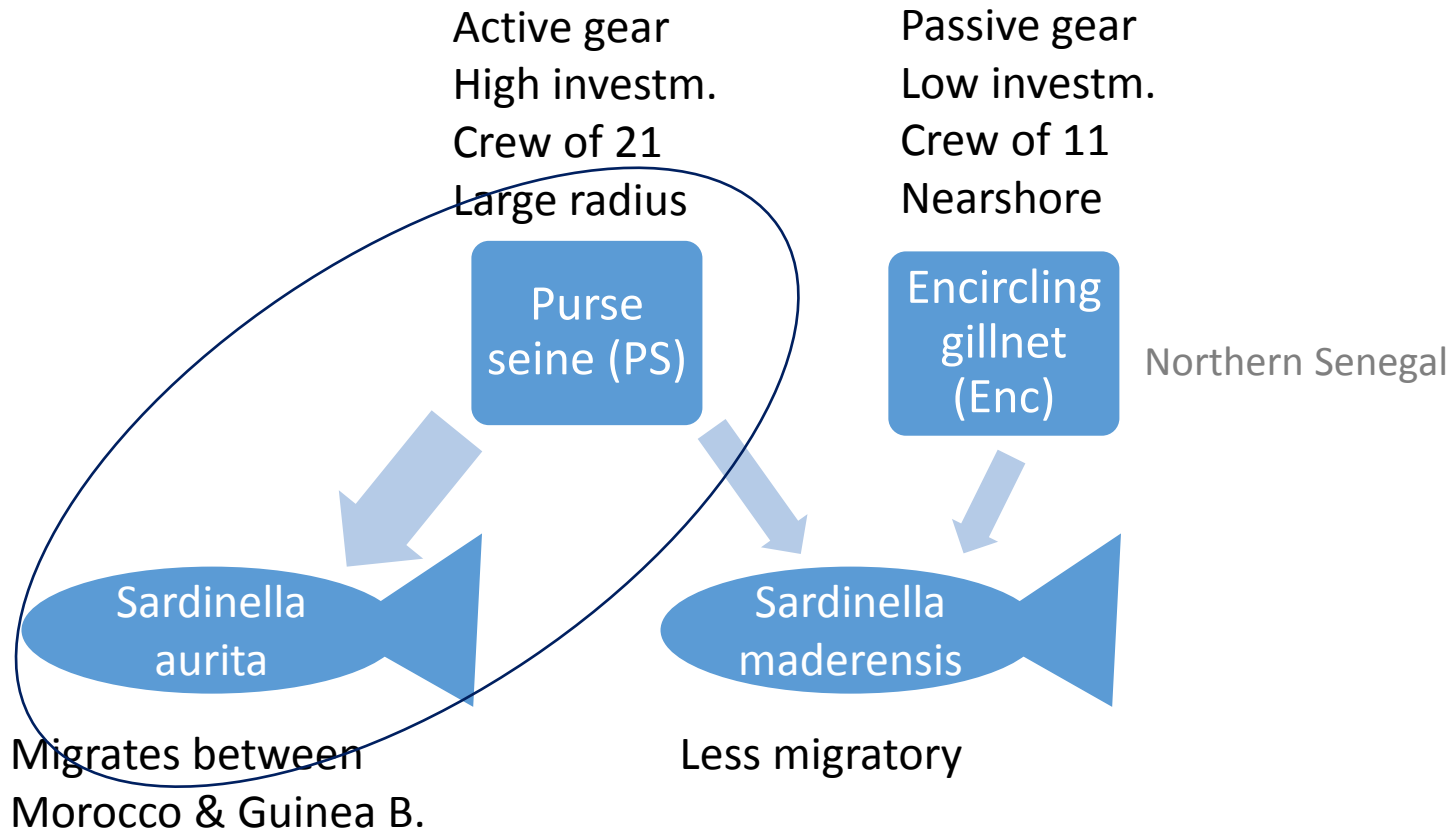 Active gear
High investm.
Crew of 21
Large radius
Passive gear
Low investm.
Crew of 11
Nearshore
Purse
seine (PS)
Encircling
gillnet
(Enc)
Northern Senegal
Sardinella
aurita
Sardinella
maderensis
Migrates between
Morocco & Guinea B.
Less migratory